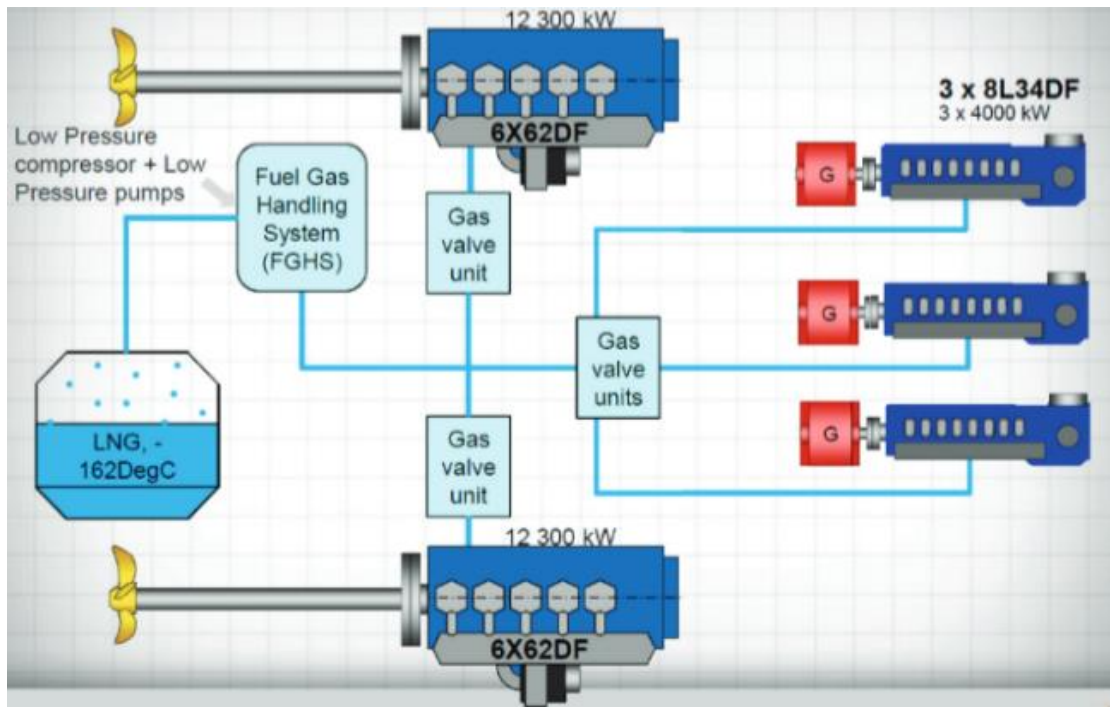 12 300 kW
6X62DF
3 x 8L34DF
3 x 4000 kW
Low Pressure
compressor + Low
Pressure pumps
Fuel Gas
Handling
System
(FGHS)
Gas
valve
unit
G
G
Gas
valve
units
LNG, -
162DegC
Gas
valve
unit
G
12 300 kW
6X62DF